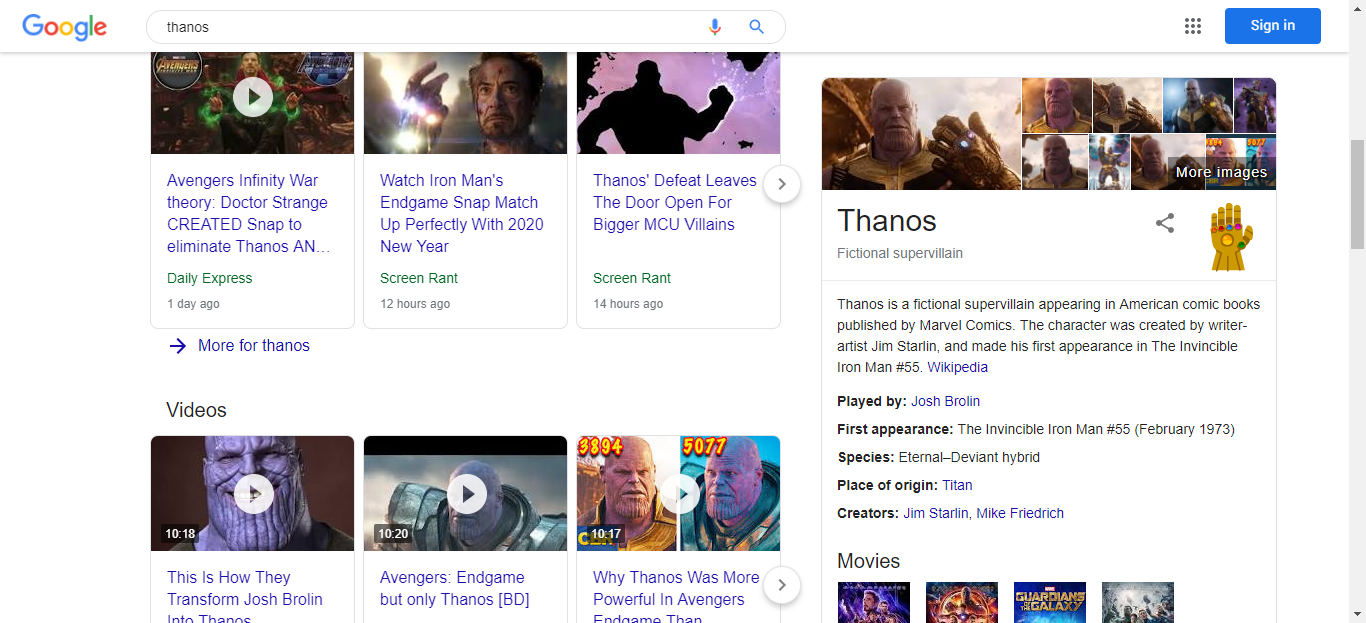 Google
thanos
Sign in
AVENGERS
Avengers Infinity War
theory: Doctor Strange
CREATED Snap to
eliminate Thanos AN…
Daily Express
1 day ago
Watch Iron Man's
Endgame Snap Match
Up Perfectly With 2020
New Year
Screen Rant
12 hours ago
Thanos' Defeat Leaves
The Door Open For
Bigger MCU Villains
Screen Rant
14 hours ago
More for thanos
Videos
10:18
This Is How They
Transform Josh Brolin
Into Thanos
10:20
Avengers: Endgame
but only Thanos [BD]
3894 5077
10:17
Why Thanos Was More
Powerful In Avengers
Endgame Than
3894 5077
More images
Thanos
Fictional supervillain
Thanos is a fictional supervillain appearing in American comic books
published by Marvel Comics. The character was created by writer-
artist Jim Starlin, and made his first appearance in The Invincible
Iron Man #55. Wikipedia
Played by: Josh Brolin
First appearance: The Invincible Iron Man #55 (February 1973)
Species: Eternal–Deviant hybrid
Place of origin: Titan
Creators: Jim Starlin, Mike Friedrich
Movies
GUARDIANS
OF THE GALAXY